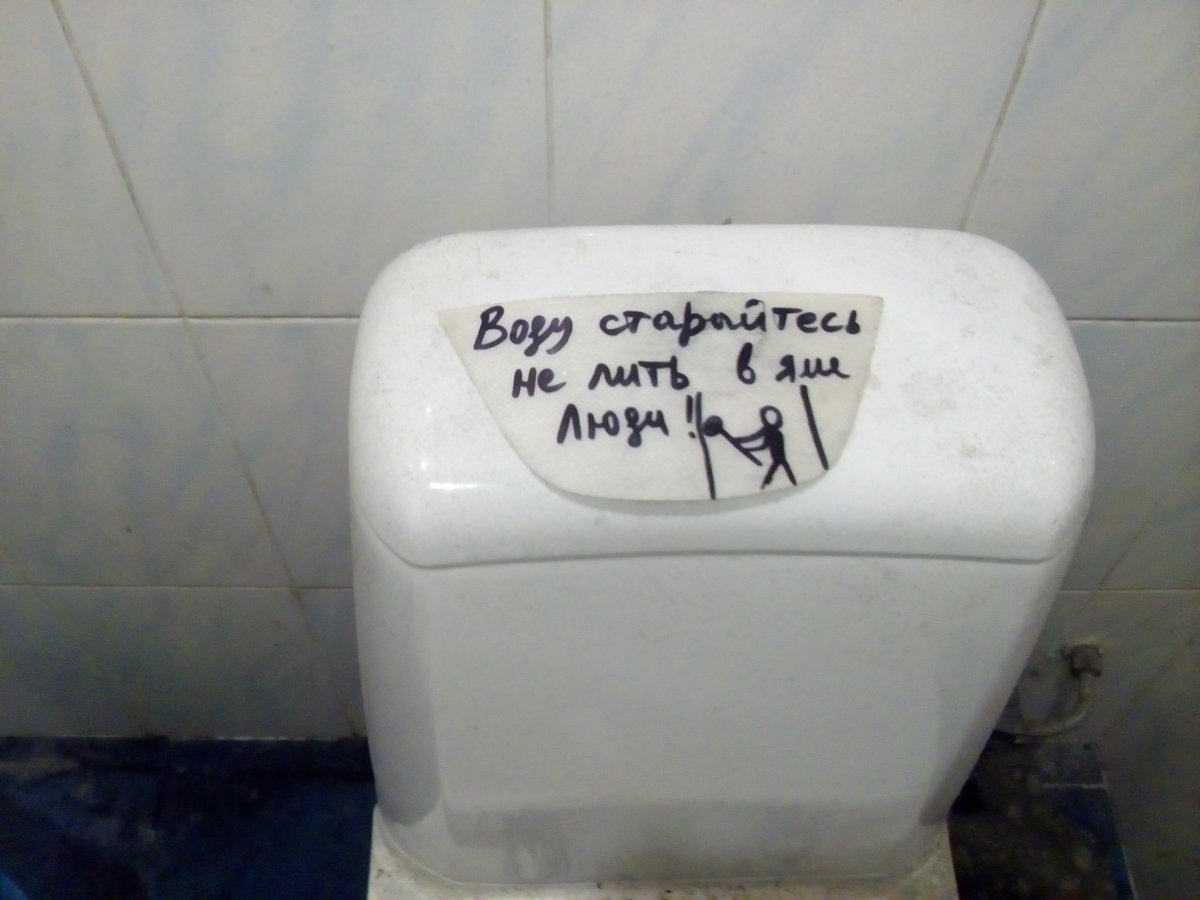 Воду старайтесь
не лить в яме
Люди!